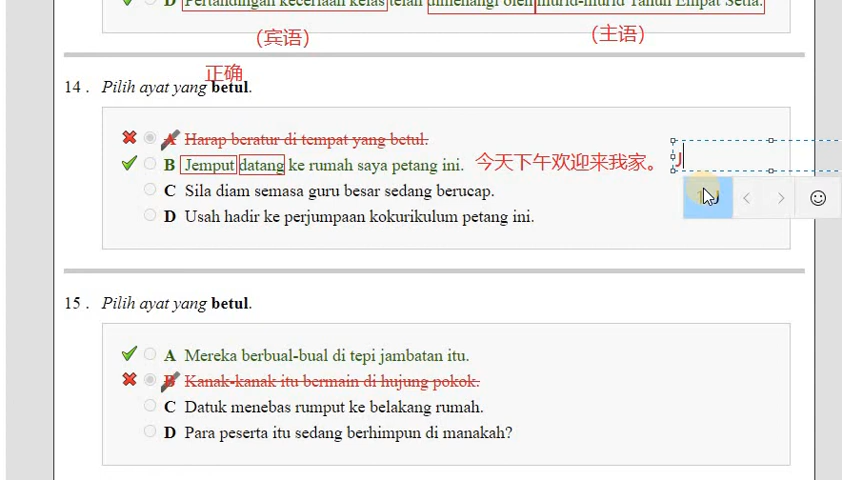 D Pertandingan keceriaan kelas telah dimenangi oleh murid-murid Tahun Empat Setia.
(宾语) (主语)
正确
14 . Pilih ayat yang betul.
A Harap beratur di tempat yang betul.
B Jemput datang ke rumah saya petang ini. 今天下午欢迎来我家。 J
C Sila diam semasa guru besar sedang berucap.
D Usah hadir ke perjumpaan kokurikulum petang ini.
15 . Pilih ayat yang betul.
A Mereka berbual-bual di tepi jambatan itu.
B Kanak-kanak itu bermain di hujung pokok.
C Datuk menebas rumput ke belakang rumah.
D Para peserta itu sedang berhimpun di manakah?